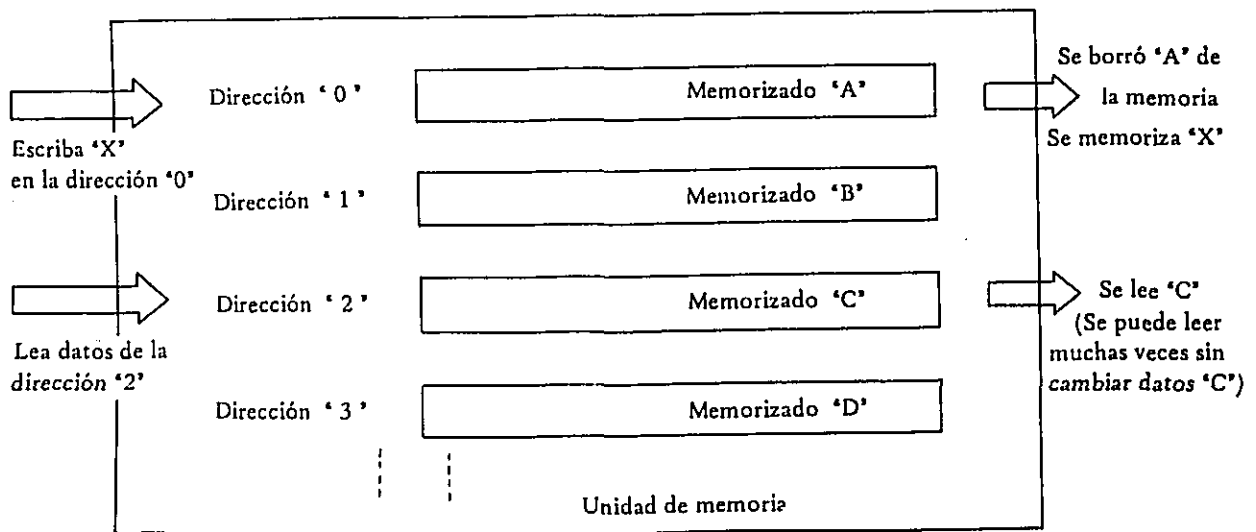 Se borró ‘A’ de
la memoria
Se memoriza ‘X’
Dirección ‘ 0 ’
Memorizado ‘A’
Escriba ‘X’
en la dirección ‘0’
Dirección ‘ 1 ’
Memorizado ‘B’
Dirección ‘ 2 ’
Memorizado ‘C’
Se lee ‘C’
(Se puede leer
muchas veces sin
cambiar datos ‘C’)
Lea datos de la
dirección ‘2’
Dirección ‘ 3 ’
Memorizado ‘D’
Unidad de memoria